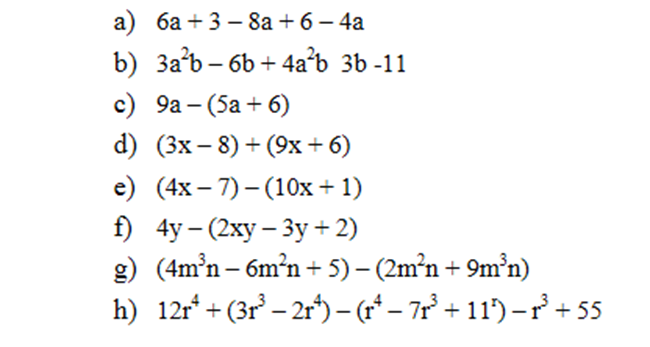 a) 6a + 3 – 8a + 6 – 4a
b) 3a²b – 6b + 4a²b 3b -11
c) 9a – (5a + 6)
d) (3x – 8) + (9x + 6)
e) (4x – 7) – (10x + 1)
f) 4y – (2xy – 3y + 2)
g) (4m³n – 6m²n + 5) – (2m²n + 9m³n)
h) 12r⁴ + (3r³ – 2r⁴) – (r⁴ – 7r³ + 11ʳ) – r³ + 55